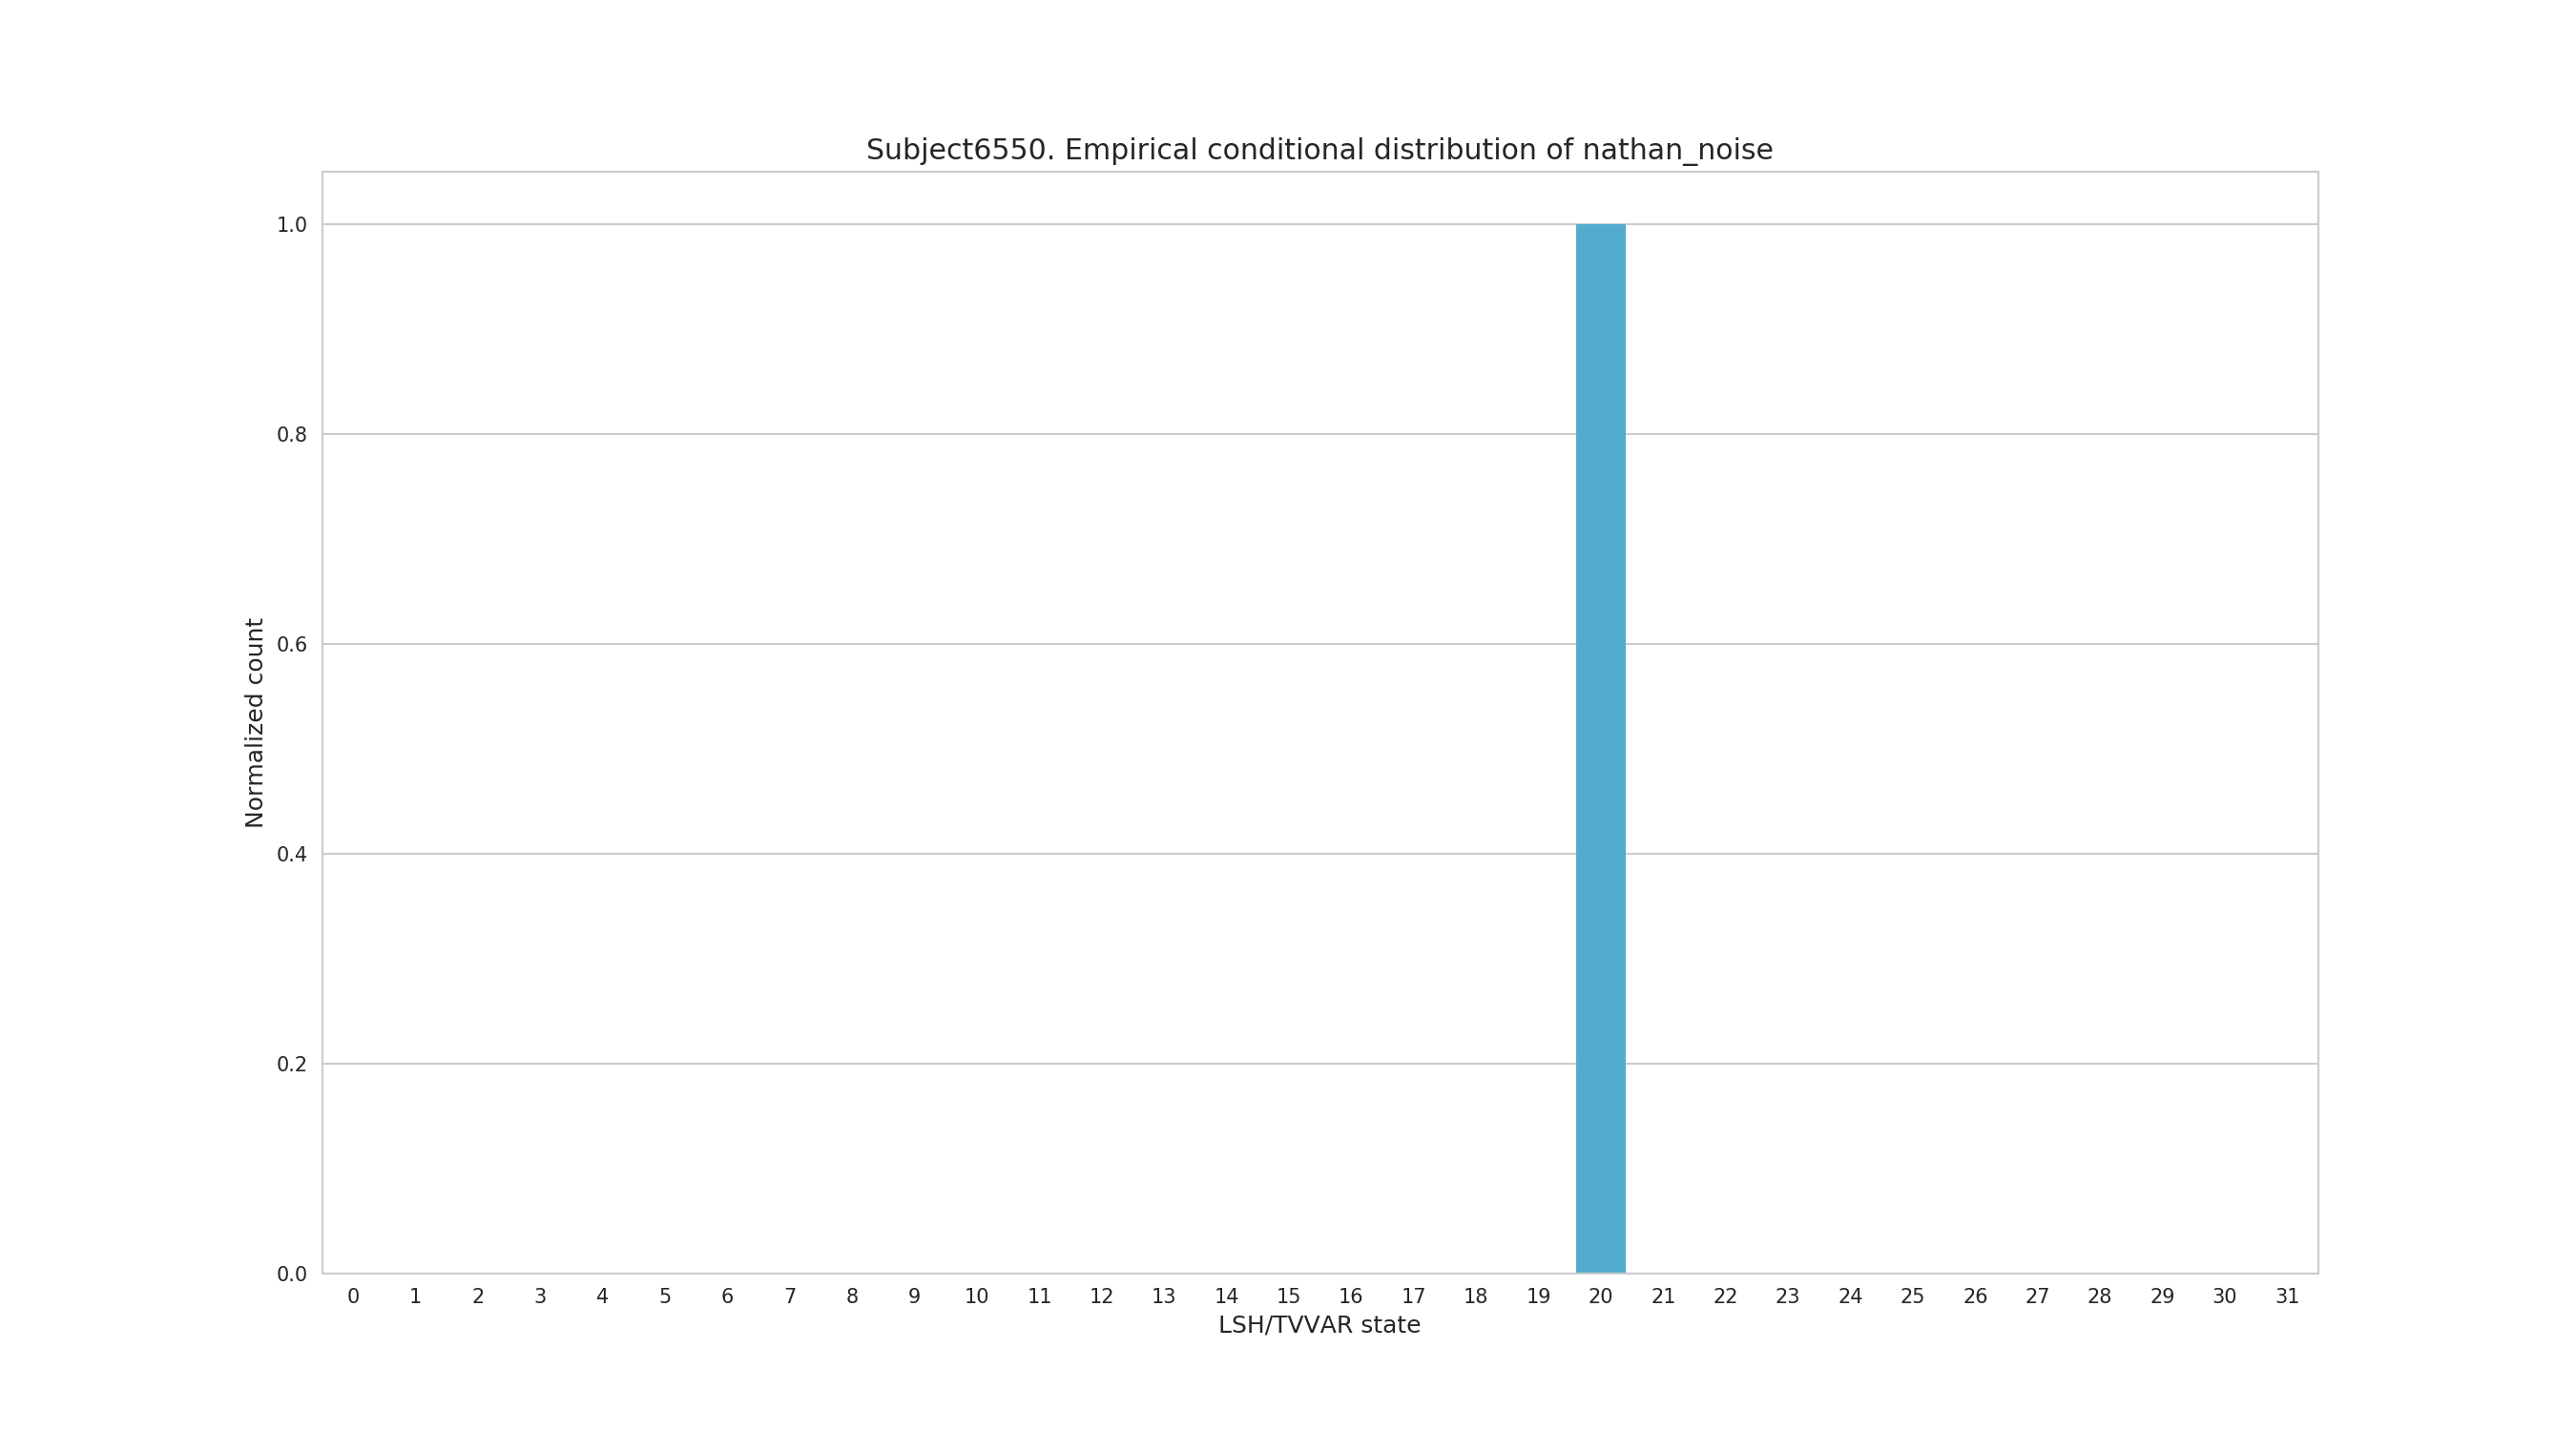 Subject6550. Empirical conditional distribution of nathan_noise
1.0
0.8
0.6
0.4
0.2
0.0
Normalized count
0 1 2 3 4 5 6 7 8 9 10 11 12 13 14 15 16 17 18 19 20 21 22 23 24 25 26 27 28 29 30 31
LSH/TVVAR state